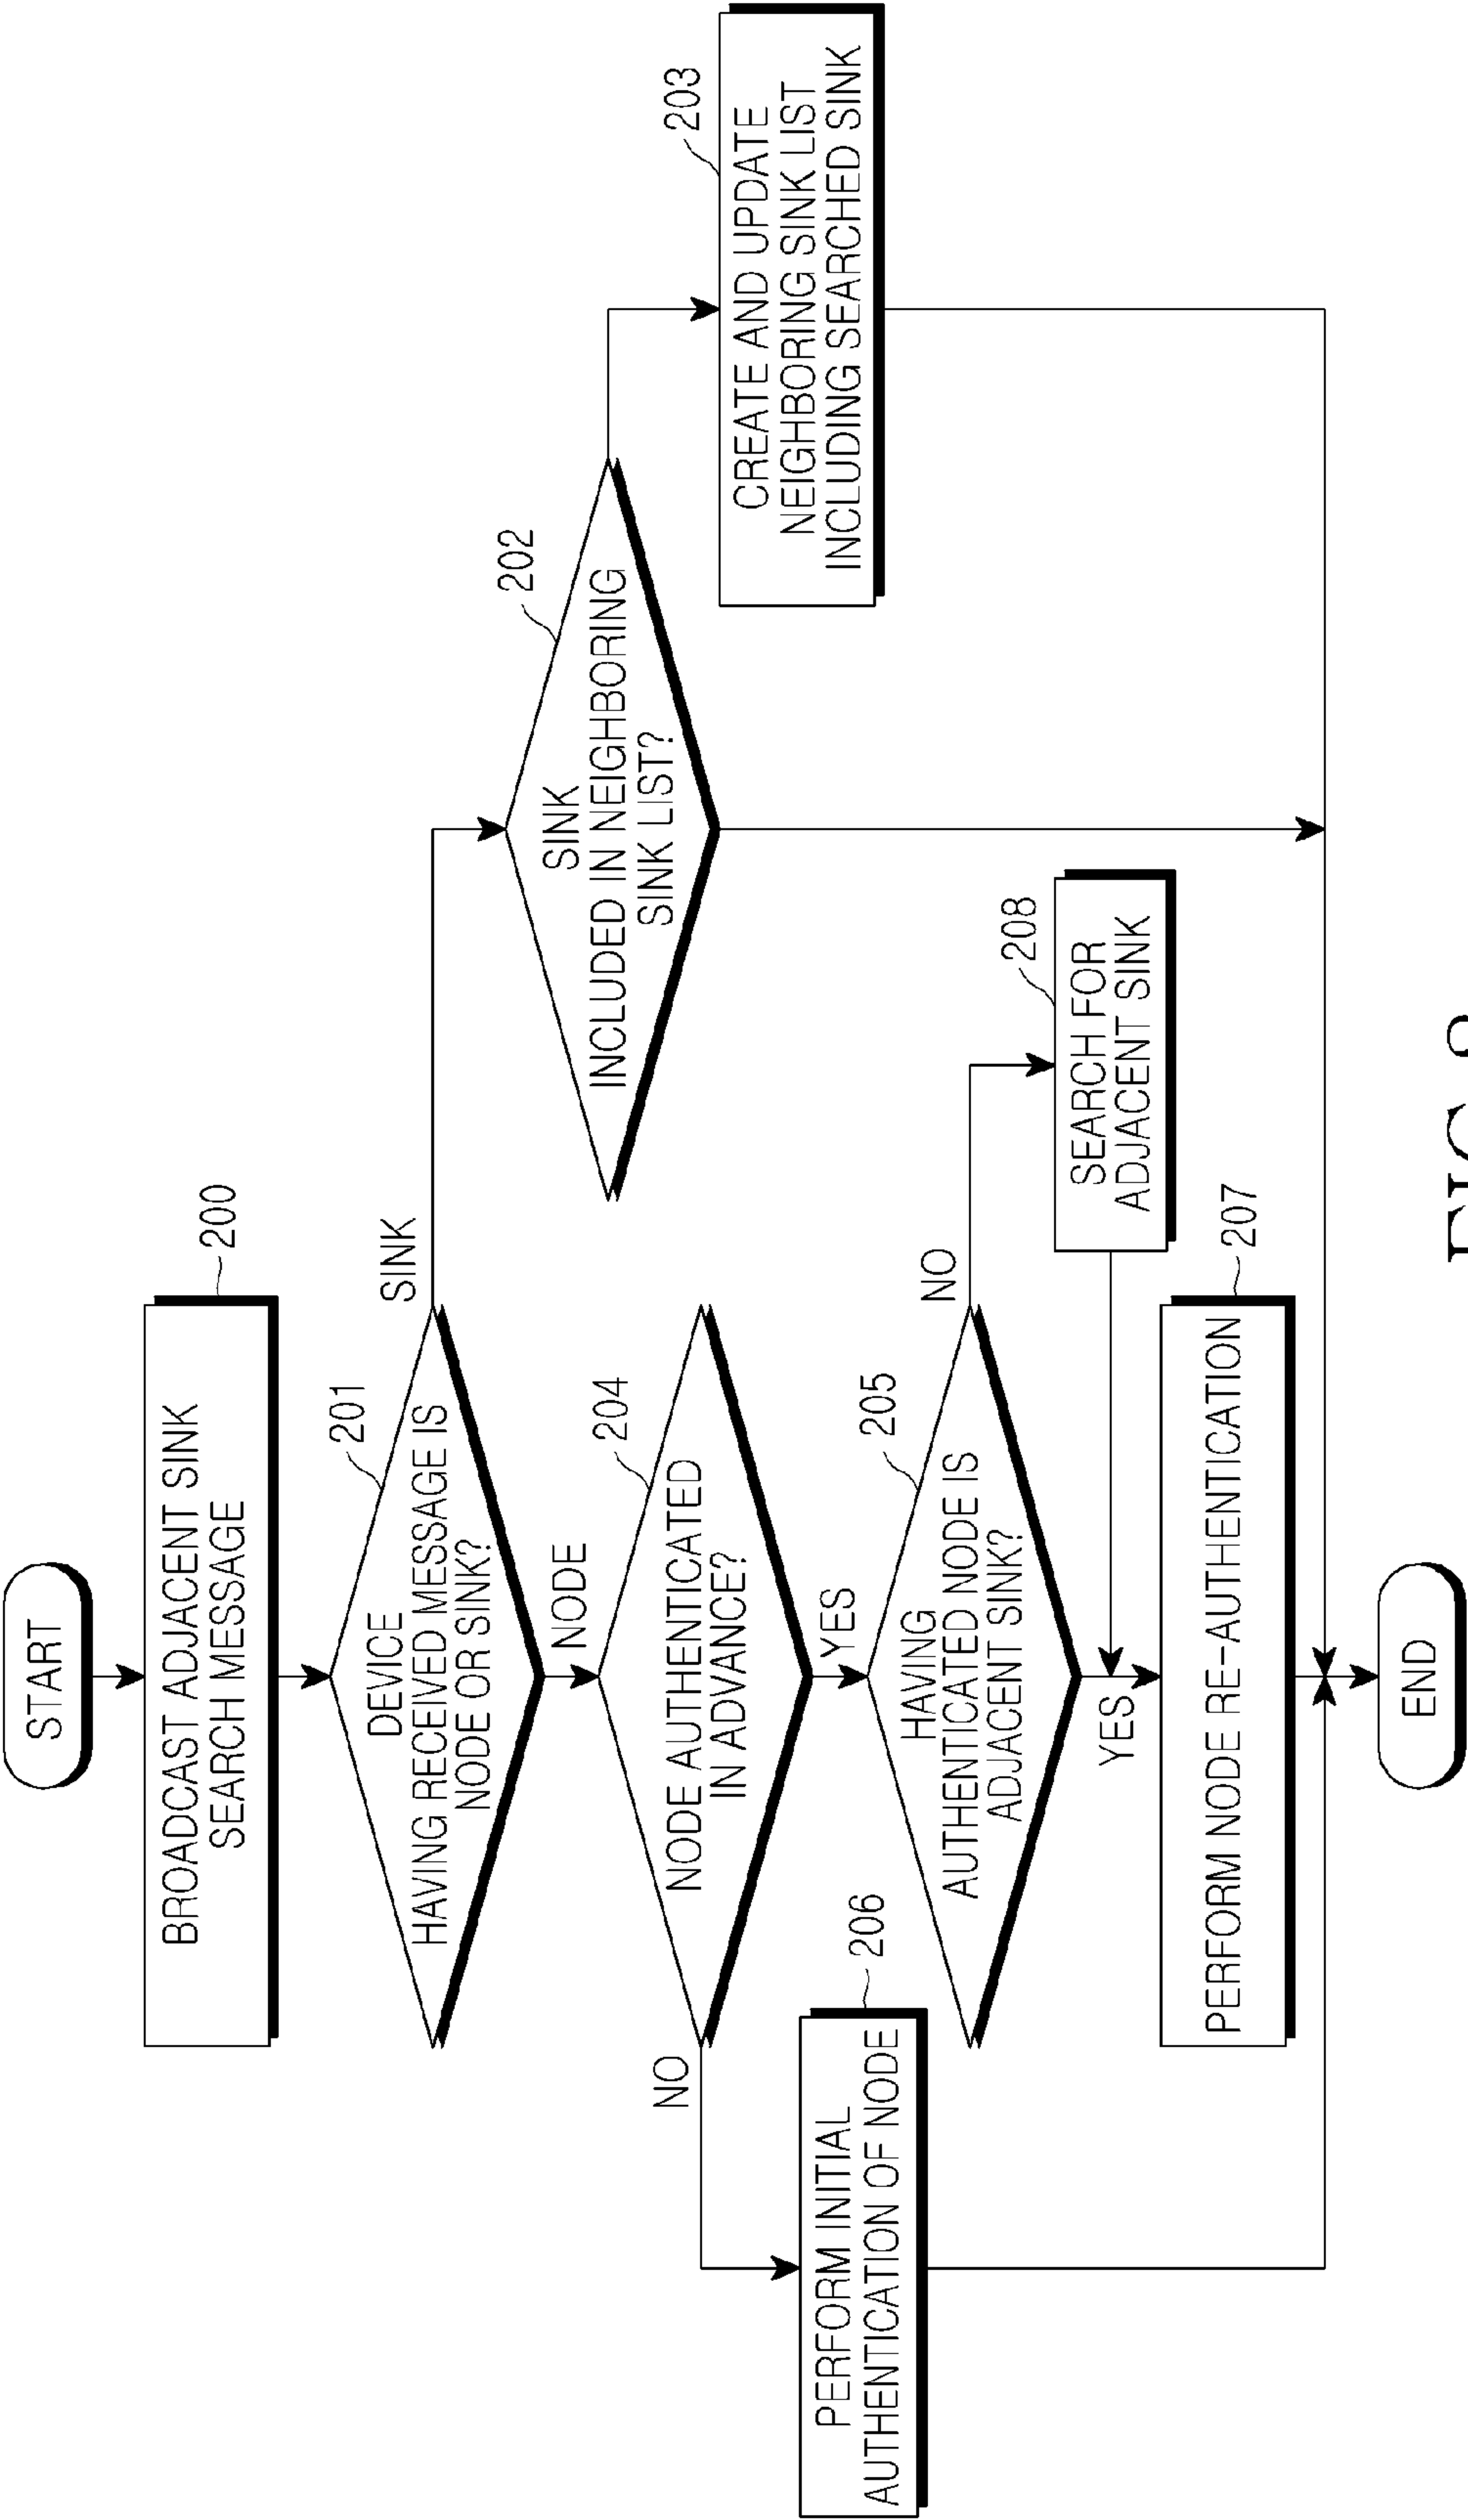 START
200
BROADCAST ADJACENT SINK
SEARCH MESSAGE
201
DEVICE
HAVING RECEIVED MESSAGE IS
NODE OR SINK?
SINK
NODE
202
SINK
INCLUDED IN NEIGHBORING
SINK LIST?
203
CREATE AND UPDATE
NEIGHBORING SINK LIST
INCLUDING SEARCHED SINK
204
NODE AUTHENTICATED
IN ADVANCE?
NO
YES
206
PERFORM INITIAL
AUTHENTICATION OF NODE
205
HAVING
AUTHENTICATED NODE IS
ADJACENT SINK?
NO
YES
208
SEARCH FOR
ADJACENT SINK
207
PERFORM NODE RE-AUTHENTICATION
END